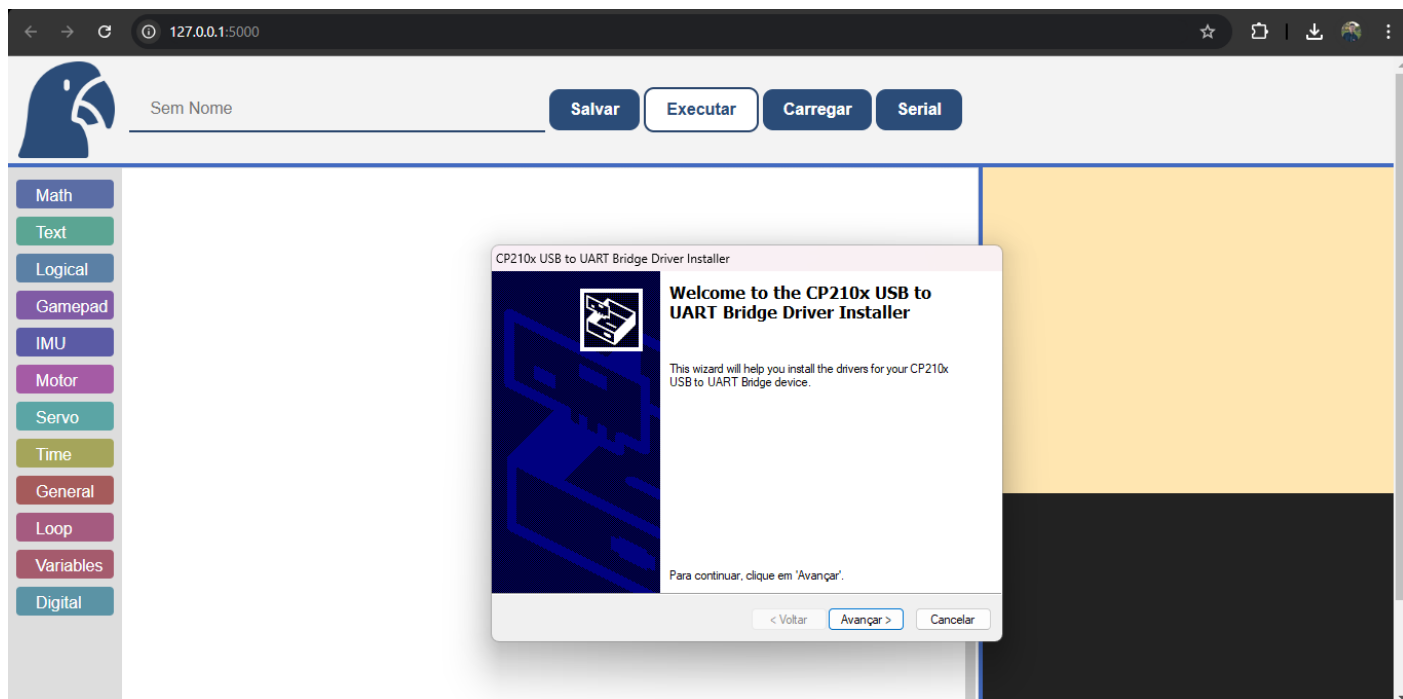 127.0.0.1:5000
Sem Nome
Salvar
Executar
Carregar
Serial
Math
Text
Logical
Gamepad
IMU
Motor
Servo
Time
General
Loop
Variables
Digital
CP210x USB to UART Bridge Driver Installer
Welcome to the CP210x USB to
UART Bridge Driver Installer
This wizard will help you install the drivers for your CP210x
USB to UART Bridge device.
Para continuar, clique em 'Avançar'.
< Voltar
Avançar >
Cancelar